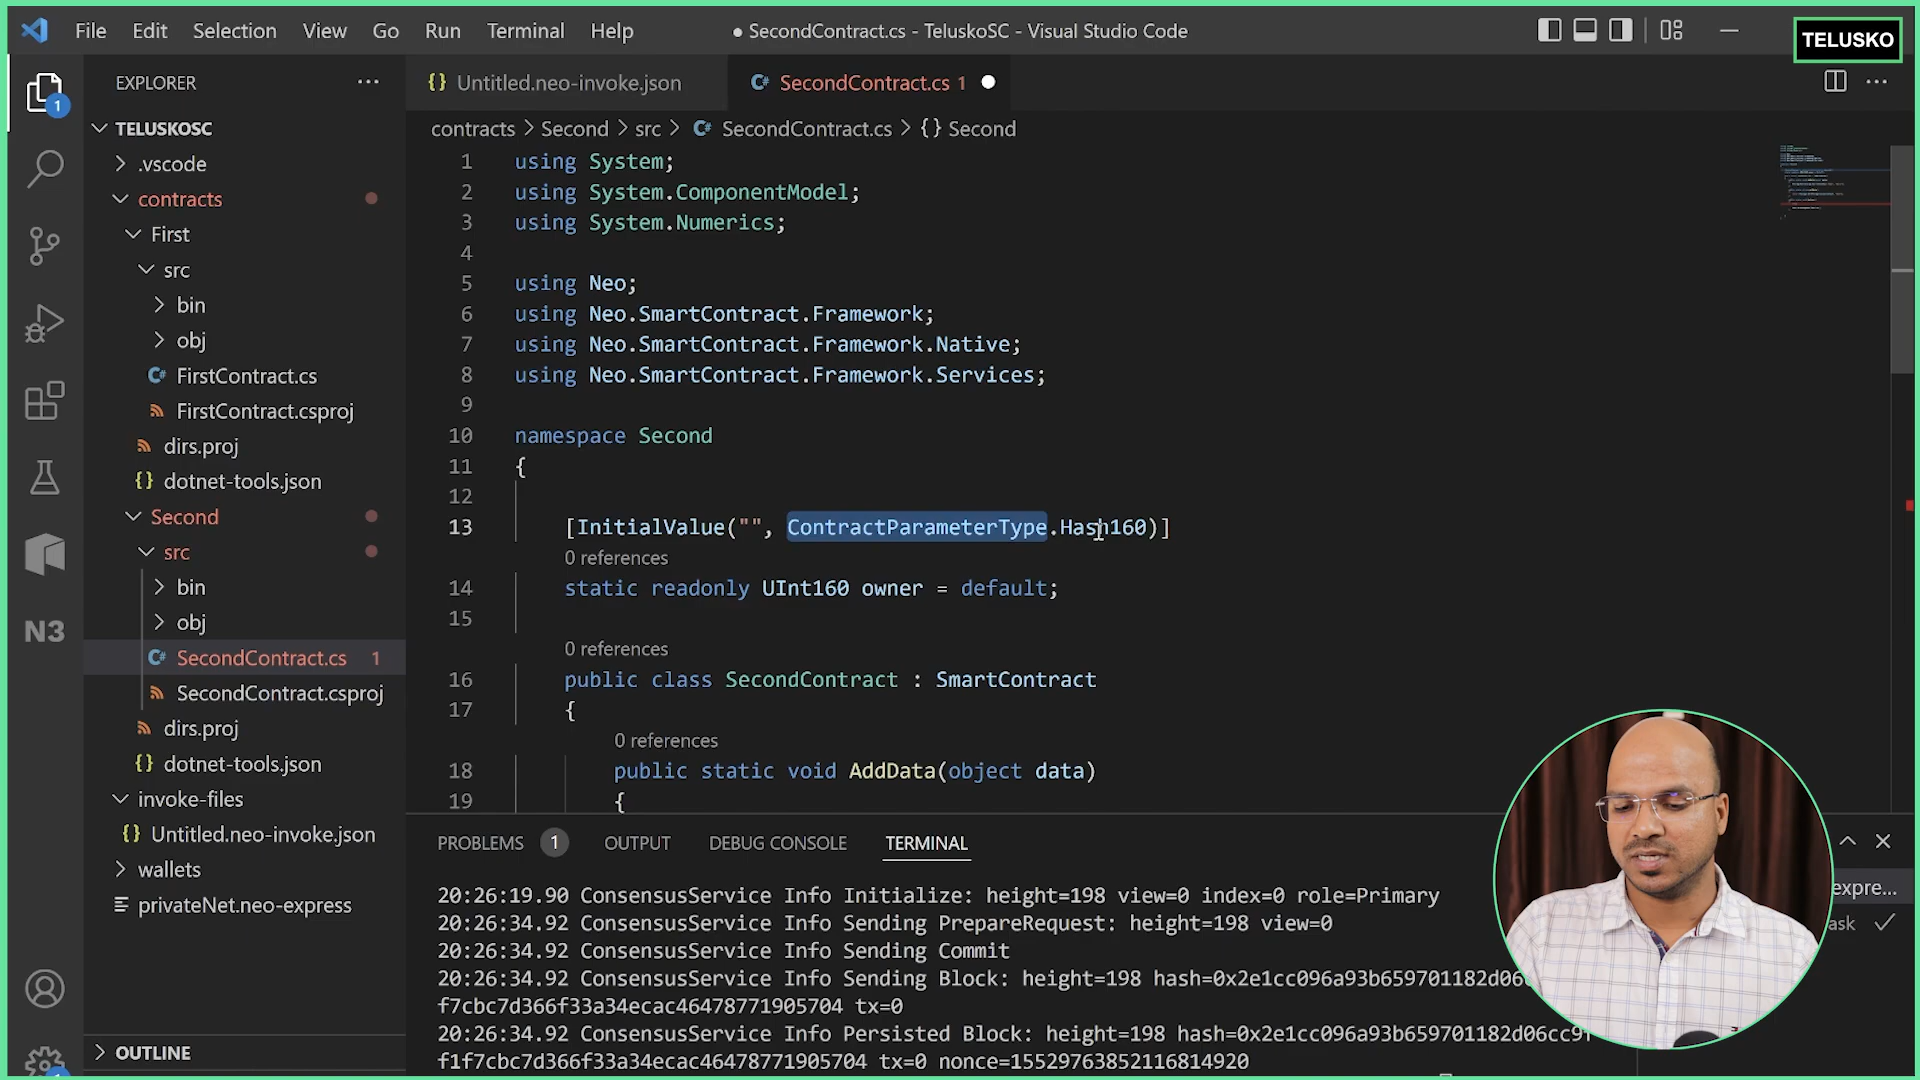 File Edit Selection View Go Run Terminal Help
● SecondContract.cs - TeluskoSC - Visual Studio Code
TELUSKO
EXPLORER
TELUSKOSC
.vscode
contracts
First
src
bin
obj
FirstContract.cs
FirstContract.csproj
dirs.proj
dotnet-tools.json
Second
src
bin
obj
SecondContract.cs 1
SecondContract.csproj
dirs.proj
dotnet-tools.json
invoke-files
Untitled.neo-invoke.json
wallets
privateNet.neo-express
OUTLINE
1
N3
{} Untitled.neo-invoke.json
SecondContract.cs 1
contracts > Second > src > SecondContract.cs > {} Second
1 using System;
2 using System.ComponentModel;
3 using System.Numerics;
4
5 using Neo;
6 using Neo.SmartContract.Framework;
7 using Neo.SmartContract.Framework.Native;
8 using Neo.SmartContract.Framework.Services;
9
10 namespace Second
11 {
12
13 [InitialValue("", ContractParameterType.Hash160)]
0 references
14 static readonly UInt160 owner = default;
15
0 references
16 public class SecondContract : SmartContract
17 {
0 references
18 public static void AddData(object data)
19 {
PROBLEMS 1 OUTPUT DEBUG CONSOLE TERMINAL
20:26:19.90 ConsensusService Info Initialize: height=198 view=0 index=0 role=Primary
20:26:34.92 ConsensusService Info Sending PrepareRequest: height=198 view=0
20:26:34.92 ConsensusService Info Sending Commit
20:26:34.92 ConsensusService Info Sending Block: height=198 hash=0x2e1cc096a93b659701182d06
f7cbc7d366f33a34ecac46478771905704 tx=0
20:26:34.92 ConsensusService Info Persisted Block: height=198 hash=0x2e1cc096a93b659701182d06cc9f
f1f7cbc7d366f33a34ecac46478771905704 tx=0 nonce=15529763852116814920
expre...
ask